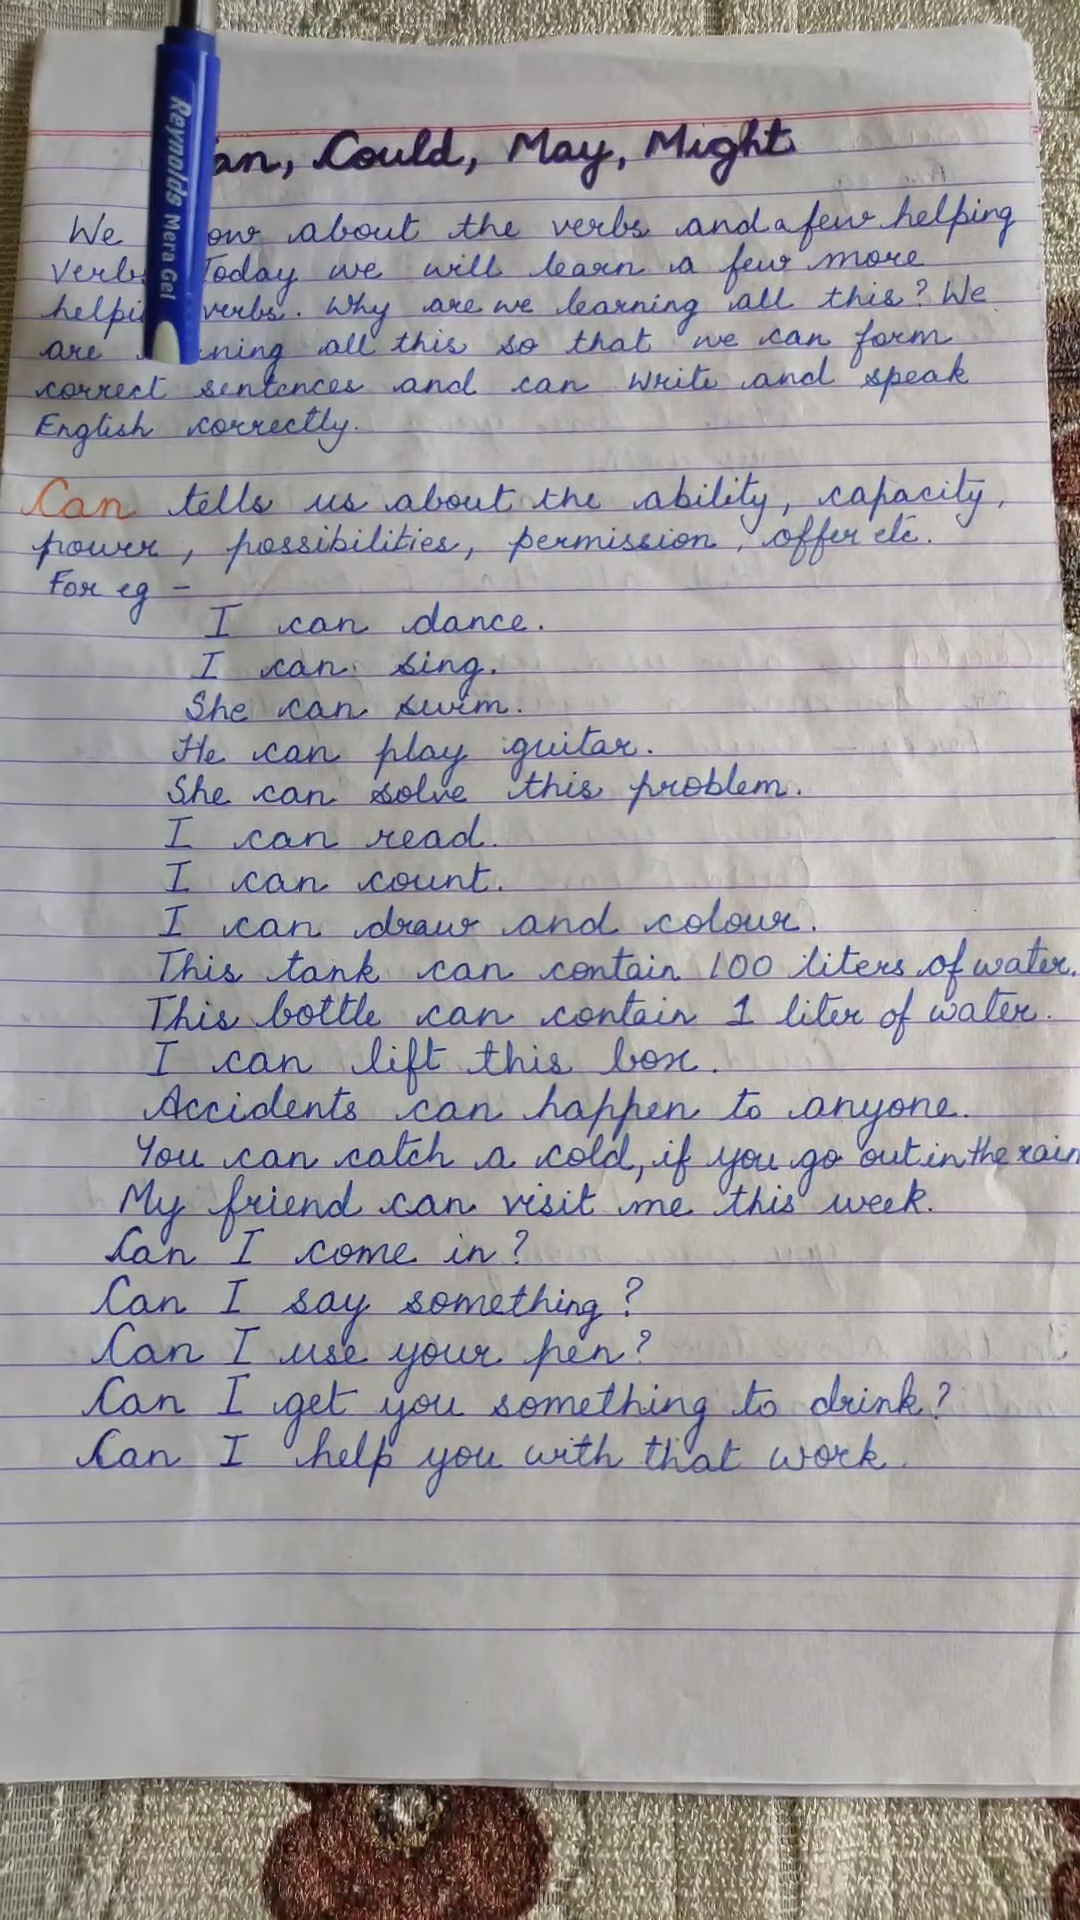 Reynolds Mera Gel
an, Could, May, Might
We ow about the verbs and a few helping
verbs Today we will learn a few more
helpi verbs. Why are we learning all this? We
are ning all this so that we can form
correct sentences and can write and speak
English correctly.
Can tells us about the ability, capacity,
power, possibilities, permission, offer etc.
For eg -
I can dance.
I can sing.
She can swim.
He can play guitar.
She can solve this problem.
I can read.
I can count.
I can draw and colour.
This tank can contain 100 liters of water.
This bottle can contain 1 liter of water.
I can lift this box.
Accidents can happen to anyone.
You can catch a cold, if you go out in the rain
My friend can visit me this week.
Can I come in?
Can I say something?
Can I use your pen?
Can I get you something to drink?
Can I help you with that work.